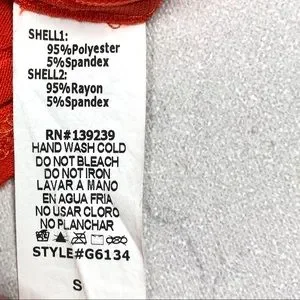 SHELL1:
95%Polyester
5%Spandex
SHELL2:
95%Rayon
5%Spandex
RN#139239
HAND WASH COLD
DO NOT BLEACH
DO NOT IRON
LAVAR A MANO
EN AGUA FRIA
NO USAR CLORO
NO PLANCHAR
STYLE#G6134
S